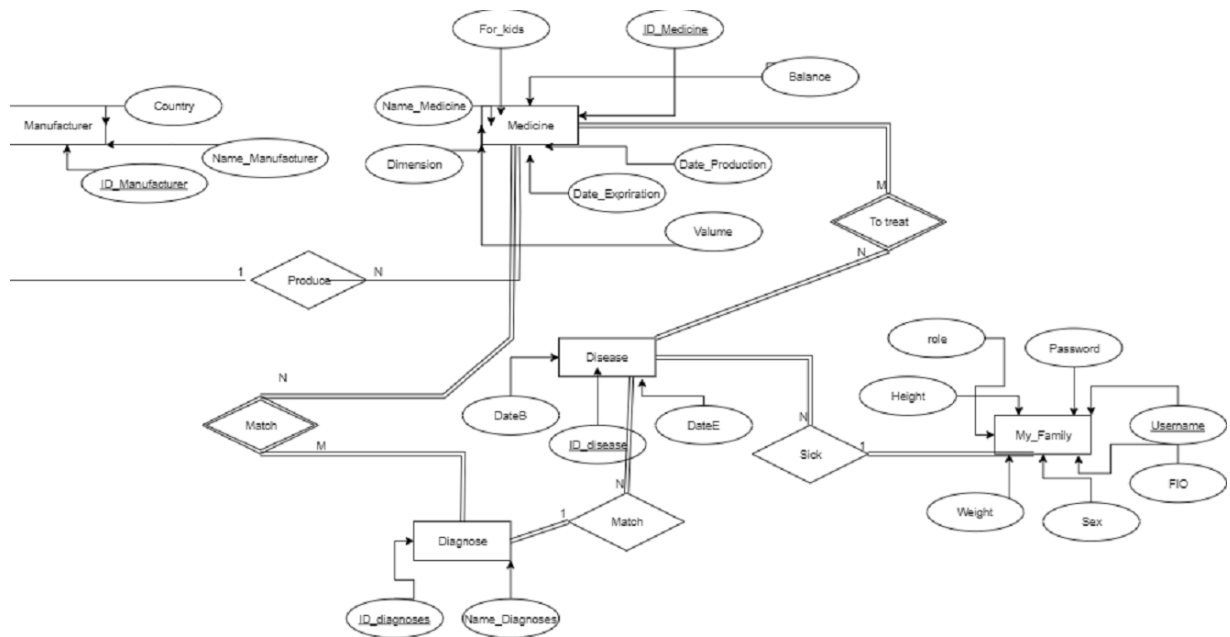 For_kids
ID_Medicine
Balance
Country
Name_Medicine
Manufacturer
Medicine
Name_Manufacturer
Dimension
Date_Production
ID_Manufacturer
Date_Expriration
M
To treat
Valume
N
1
Produce
N
role
Password
Disease
Height
N
DateB
DateE
N
Username
My_Family
Match
ID_disease
M
Sick
1
N
Weight
FIO
Sex
1
Match
Diagnose
ID_diagnoses
Name_Diagnoses